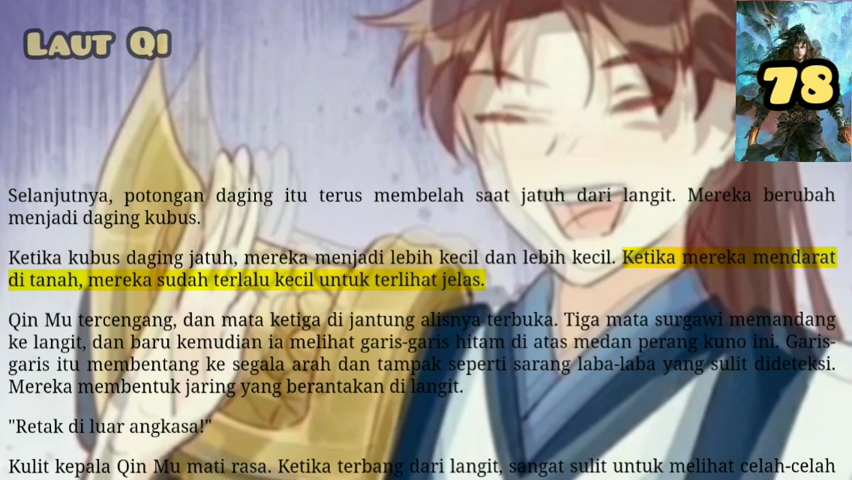 LAUT QI
78
Selanjutnya, potongan daging itu terus membelah saat jatuh dari langit. Mereka berubah
menjadi daging kubus.
Ketika kubus daging jatuh, mereka menjadi lebih kecil dan lebih kecil. Ketika mereka mendarat
di tanah, mereka sudah terlalu kecil untuk terlihat jelas.
Qin Mu tercengang, dan mata ketiga di jantung alisnya terbuka. Tiga mata surgawi memandang
ke langit, dan baru kemudian ia melihat garis-garis hitam di atas medan perang kuno ini. Garis-
garis itu membentang ke segala arah dan tampak seperti sarang laba-laba yang sulit dideteksi.
Mereka membentuk jaring yang berantakan di langit.
"Retak di luar angkasa!"
Kulit kepala Qin Mu mati rasa. Ketika terbang dari langit, sangat sulit untuk melihat celah-celah